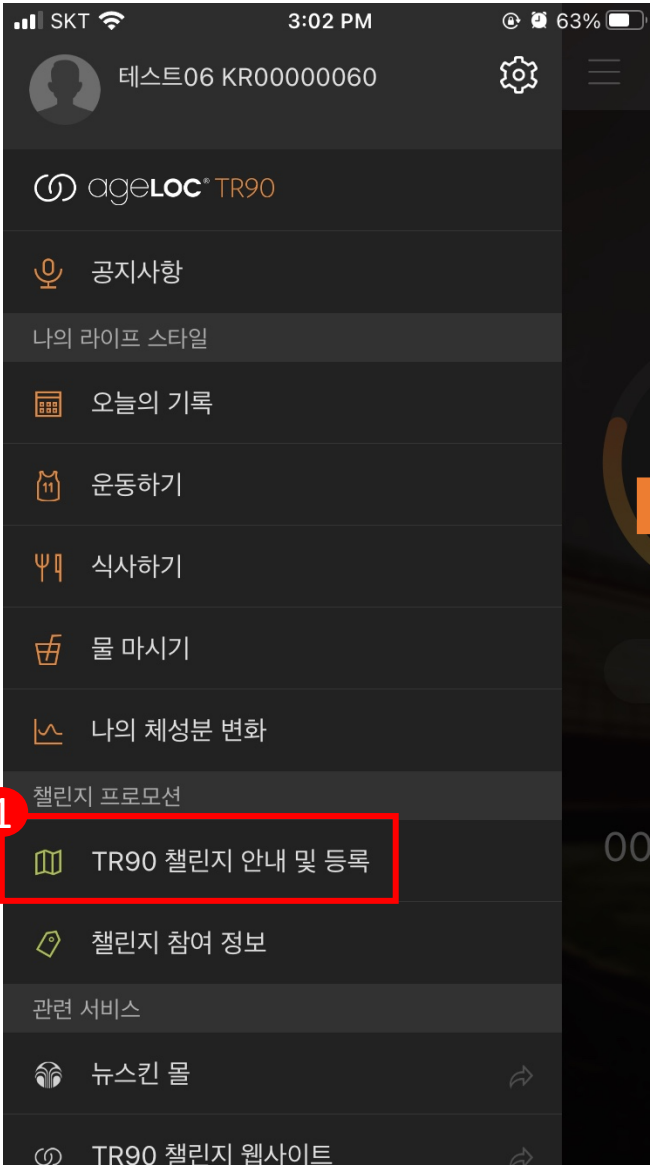 SKT 3:02 PM 63%
테스트06 KR00000060
ageLOC® TR90
공지사항
나의 라이프 스타일
오늘의 기록
11 운동하기
식사하기
물 마시기
나의 체성분 변화
챌린지 프로모션
1
TR90 챌린지 안내 및 등록
00
챌린지 참여 정보
관련 서비스
뉴스킨 몰
TR90 챌린지 웹사이트